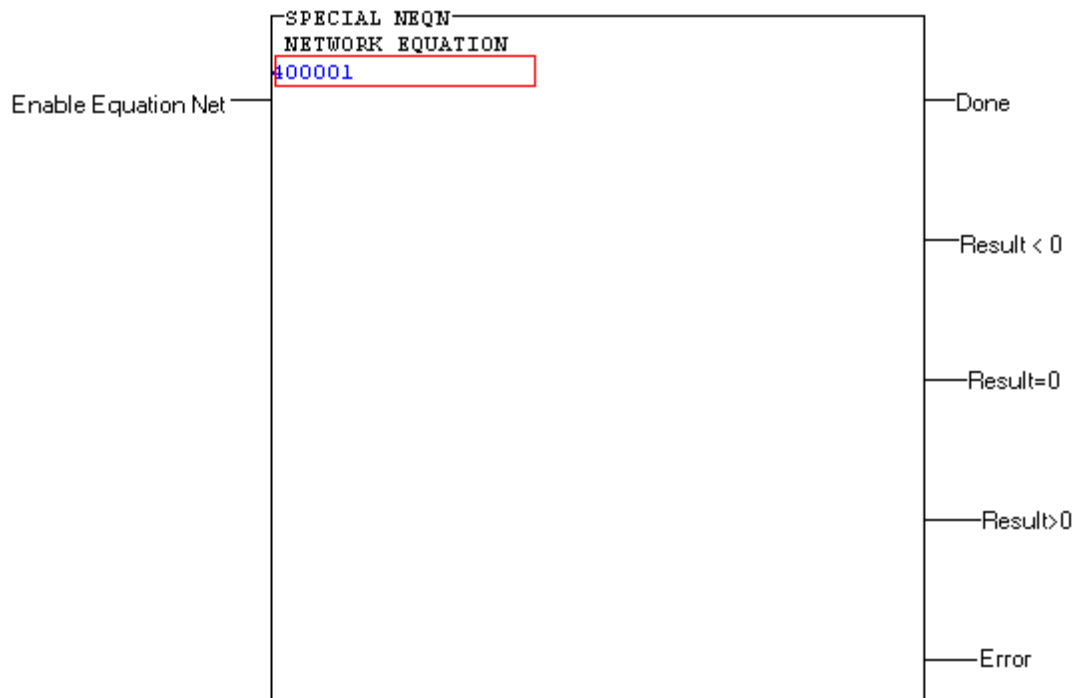 SPECIAL NEQN
NETWORK EQUATION
400001
Enable Equation Net
Done
Result < 0
Result=0
Result>0
Error